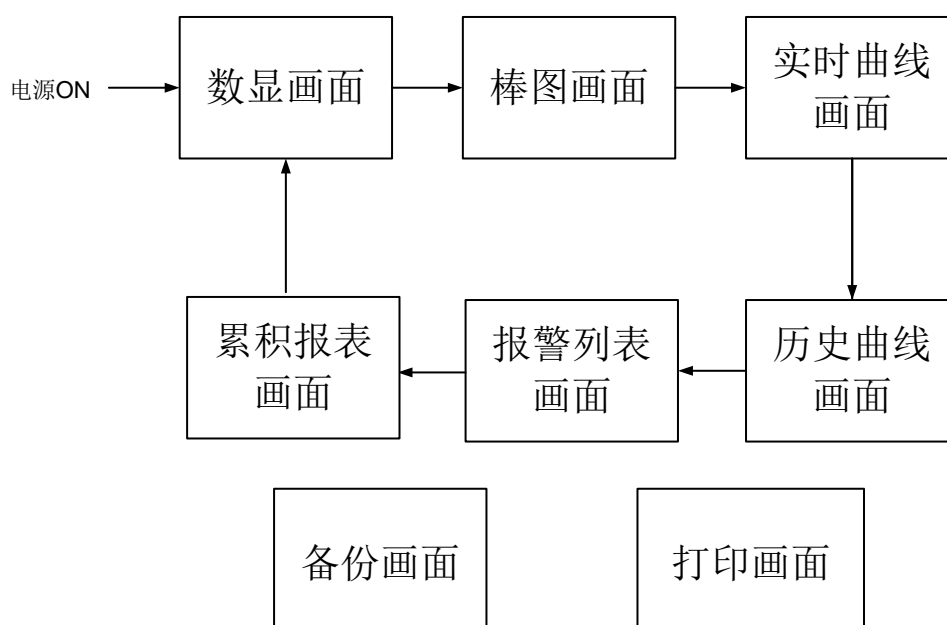 电源ON
数显画面
棒图画面
实时曲线
画面
累积报表
画面
报警列表
画面
历史曲线
画面
备份画面
打印画面